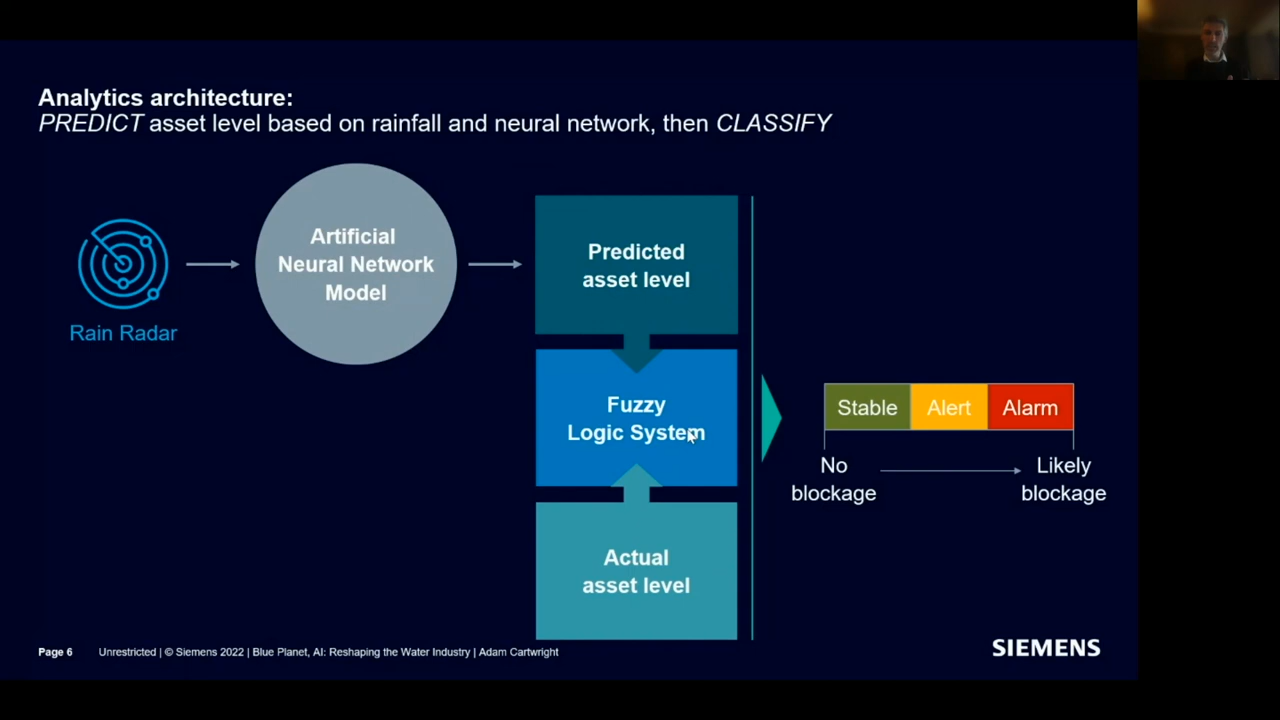 Analytics architecture:
PREDICT asset level based on rainfall and neural network, then CLASSIFY
Rain Radar
Artificial
Neural Network
Model
Predicted
asset level
Fuzzy
Logic System
Actual
asset level
Stable
Alert
Alarm
No
blockage
Likely
blockage
Page 6
Unrestricted | © Siemens 2022 | Blue Planet, AI: Reshaping the Water Industry | Adam Cartwright
SIEMENS